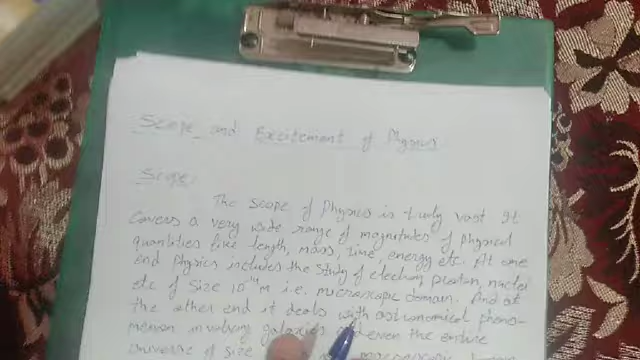 Scope and Excitement of Physics
Scope:
The Scope of Physics is truly vast It
Covers a very wide range of magnitudes of Physical
quantities like length, mass, time, energy etc. At one
end Physics includes the study of electron, proton, nuclei
etc of Size 10⁻¹⁴ m i.e. microscopic domain. And at
the other end it deals with astronomical pheno-
menon involving galaxies even the entire
Universe of size